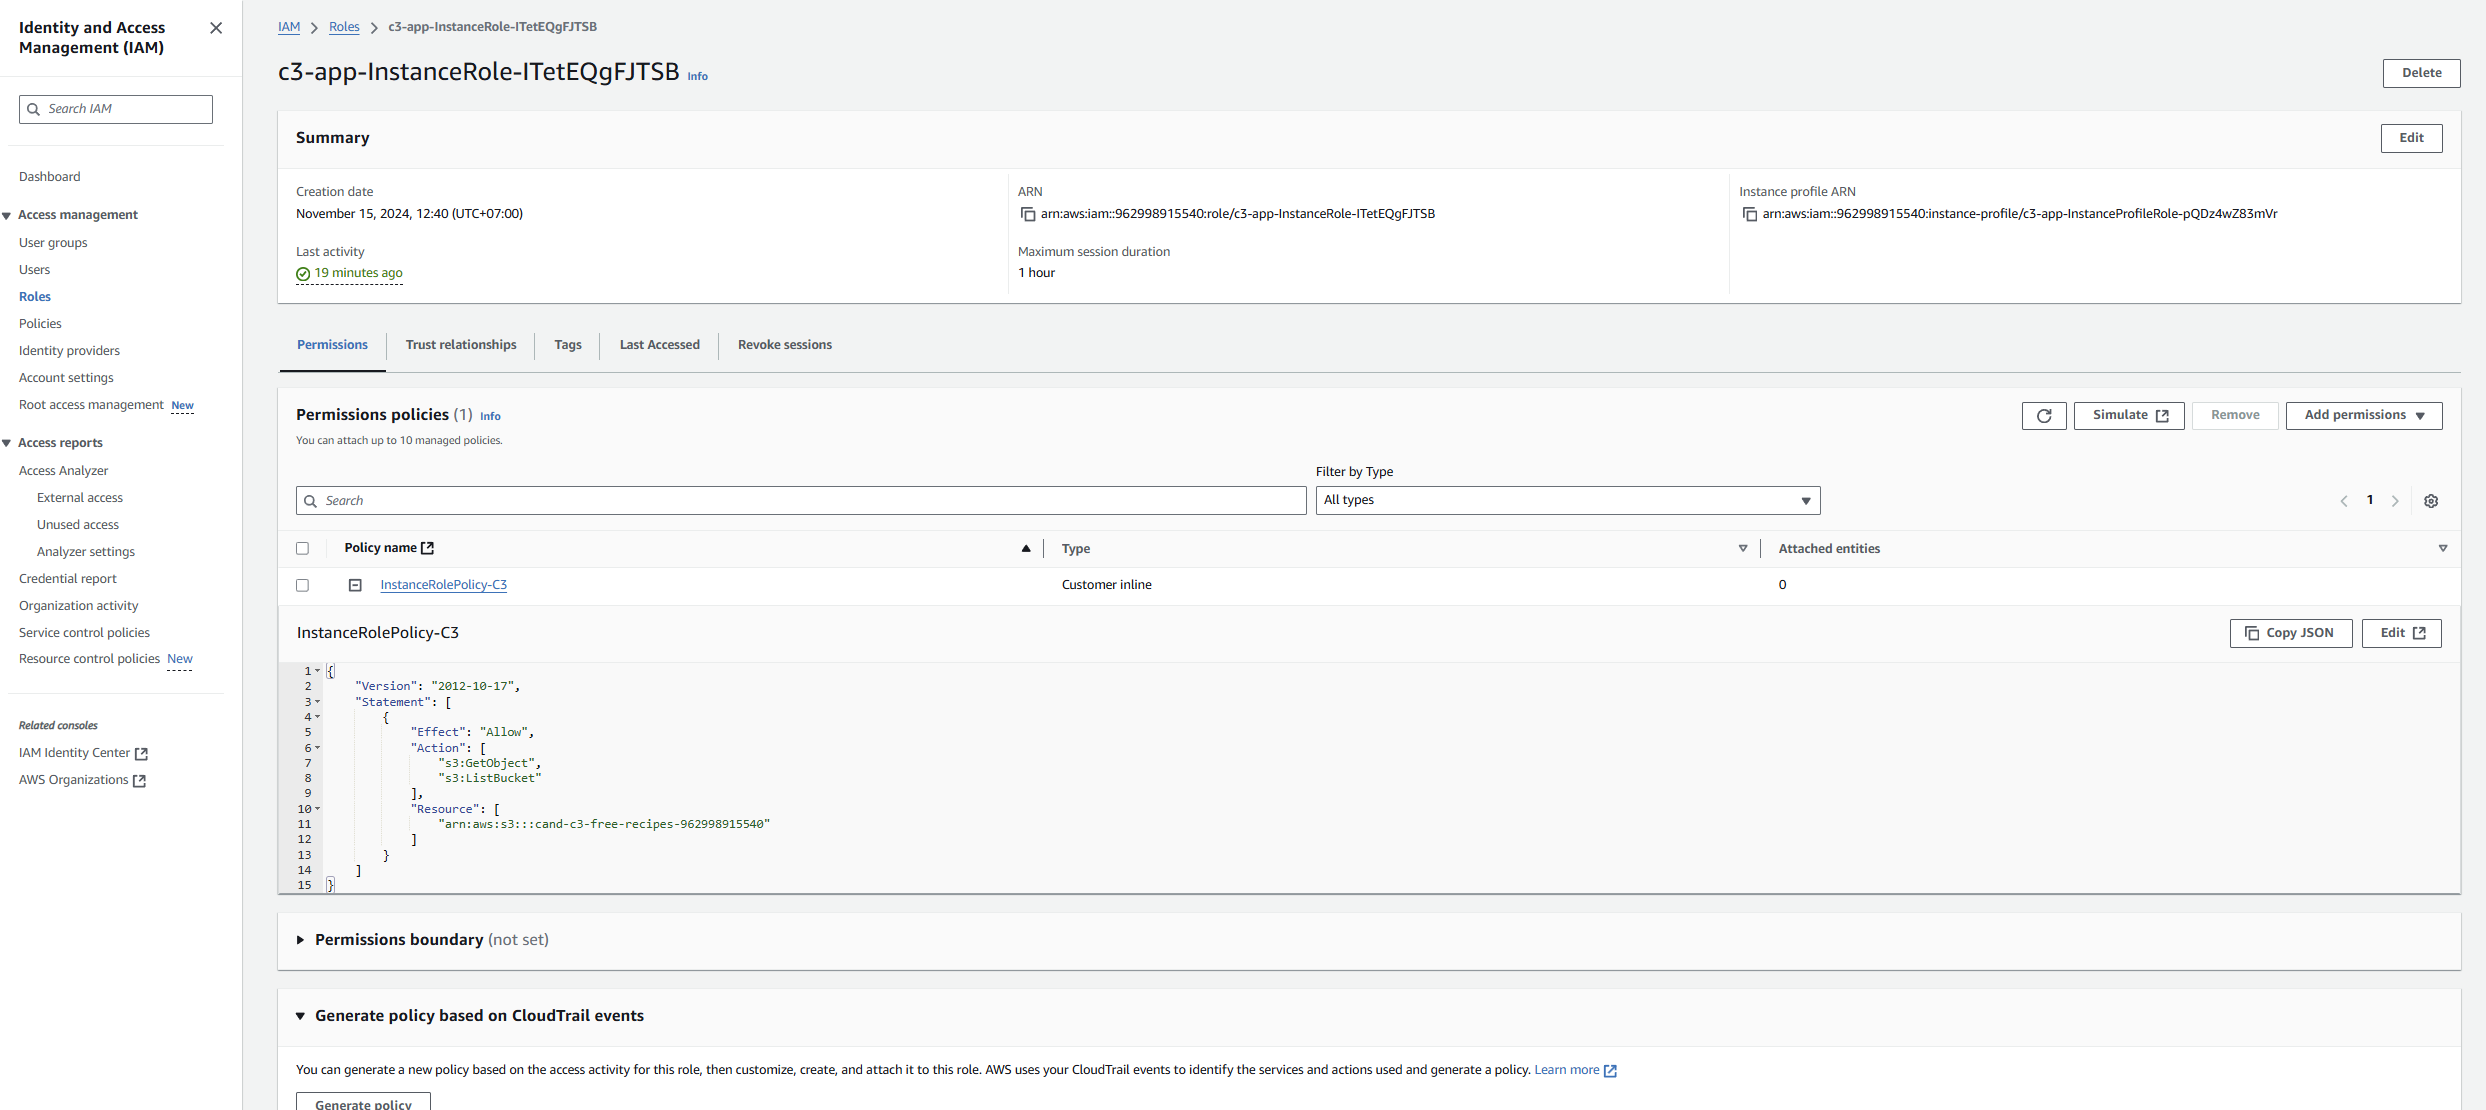 Identity and Access Management (IAM)
Search IAM
Dashboard
Access management
User groups
Users
Roles
Policies
Identity providers
Account settings
Root access management New
Access reports
Access Analyzer
External access
Unused access
Analyzer settings
Credential report
Organization activity
Service control policies
Resource control policies New
Related consoles
IAM Identity Center
AWS Organizations
IAM > Roles > c3-app-InstanceRole-ITetEQgFJTSB
c3-app-InstanceRole-ITetEQgFJTSB Info
Delete
Summary
Edit
Creation date
November 15, 2024, 12:40 (UTC+07:00)
Last activity
19 minutes ago
ARN
arn:aws:iam::962998915540:role/c3-app-InstanceRole-ITetEQgFJTSB
Maximum session duration
1 hour
Instance profile ARN
arn:aws:iam::962998915540:instance-profile/c3-app-InstanceProfileRole-pQDz4wZ83mVr
Permissions
Trust relationships
Tags
Last Accessed
Revoke sessions
Permissions policies (1) Info
You can attach up to 10 managed policies.
Simulate
Remove
Add permissions
Filter by Type
Search
All types
1
Policy name
Type
Attached entities
InstanceRolePolicy-C3
Customer inline
0
InstanceRolePolicy-C3
Copy JSON
Edit
1 {
2 "Version": "2012-10-17",
3 "Statement": [
4 {
5 "Effect": "Allow",
6 "Action": [
7 "s3:GetObject",
8 "s3:ListBucket"
9 ],
10 "Resource": [
11 "arn:aws:s3:::cand-c3-free-recipes-962998915540"
12 ]
13 }
14 ]
15 }
Permissions boundary (not set)
Generate policy based on CloudTrail events
You can generate a new policy based on the access activity for this role, then customize, create, and attach it to this role. AWS uses your CloudTrail events to identify the services and actions used and generate a policy. Learn more
Generate policy